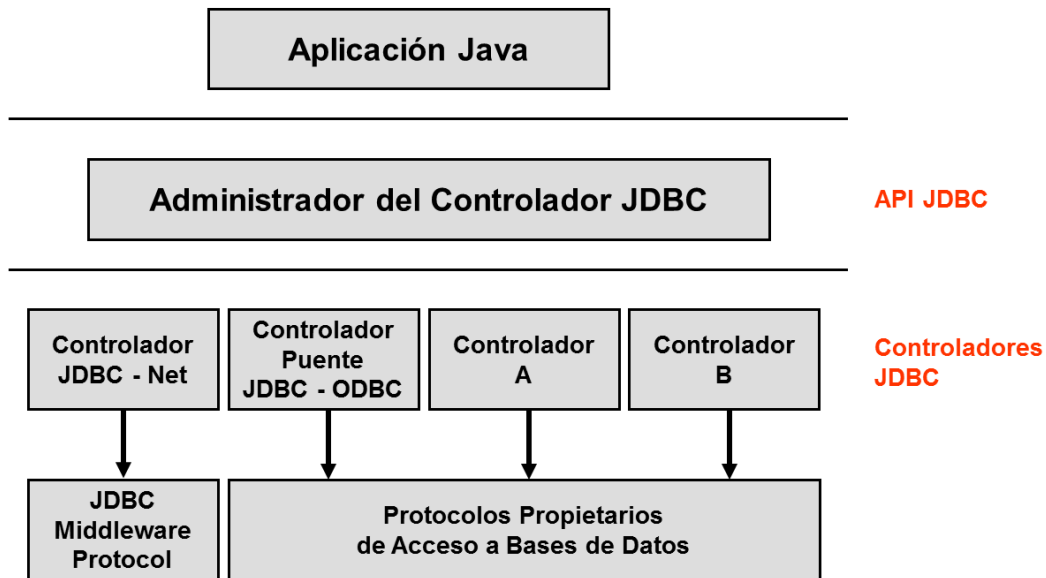 Aplicación Java
Administrador del Controlador JDBC
API JDBC
Controlador
JDBC - Net
Controlador
Puente
JDBC - ODBC
Controlador
A
Controlador
B
Controladores
JDBC
JDBC
Middleware
Protocol
Protocolos Propietarios
de Acceso a Bases de Datos